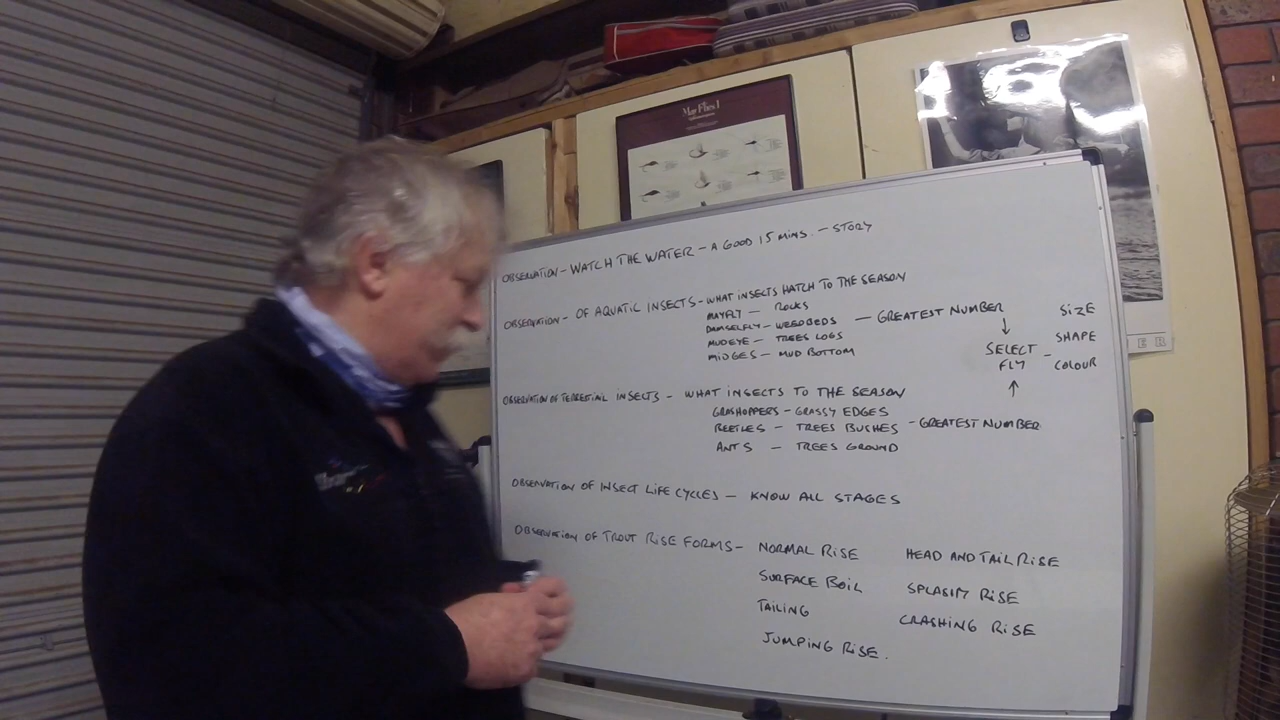 May Flies I
OBSERVATION - WATCH THE WATER - A GOOD 15 MINS. - STORY
OBSERVATION - OF AQUATIC INSECTS - WHAT INSECTS HATCH TO THE SEASON
MAYFLY - ROCKS
DAMSELFLY - WEEDBEDS - GREATEST NUMBER
MUDEYE - TREES LOGS
MIDGES - MUD BOTTOM
SELECT FLY - SIZE SHAPE COLOUR
OBSERVATION OF TERRESTIAL INSECTS - WHAT INSECTS TO THE SEASON
GRASHOPPERS - GRASSY EDGES
BEETLES - TREES BUSHES - GREATEST NUMBER
ANTS - TREES GROUND
OBSERVATION OF INSECT LIFE CYCLES - KNOW ALL STAGES
OBSERVATION OF TROUT RISE FORMS - NORMAL RISE HEAD AND TAIL RISE
SURFACE BOIL SPLASHY RISE
TAILING CRASHING RISE
JUMPING RISE.